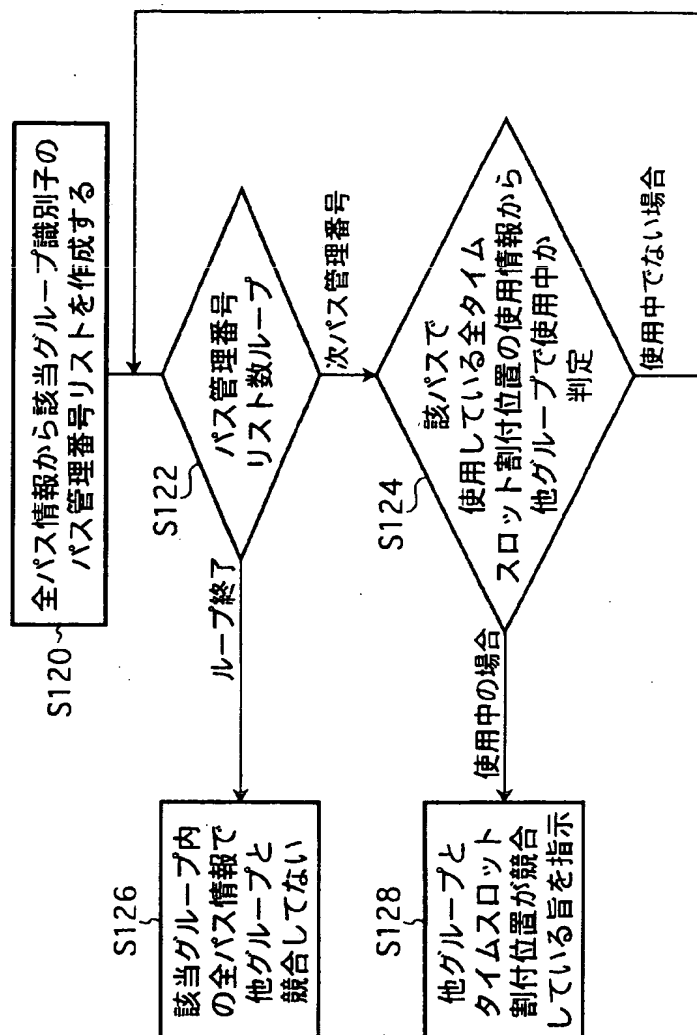 全パス情報から該当グループ識別子の
パス管理番号リストを作成する
S120
パス管理番号
リスト数ループ
S122
ループ終了
次パス管理番号
該当グループ内
の全パス情報で
他グループと
競合してない
S126
該パスで
使用している全タイム
スロット割付位置の使用情報から
他グループで使用中か
判定
S124
使用中の場合
使用中でない場合
他グループと
タイムスロット
割付位置が競合
している旨を指示
S128